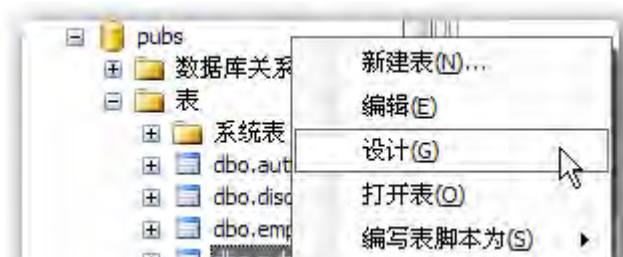 pubs
数据库关系
表
系统表
dbo.aut
dbo.disc
dbo.emp
新建表(N)...
编辑(E)
设计(G)
打开表(O)
编写表脚本为(S)